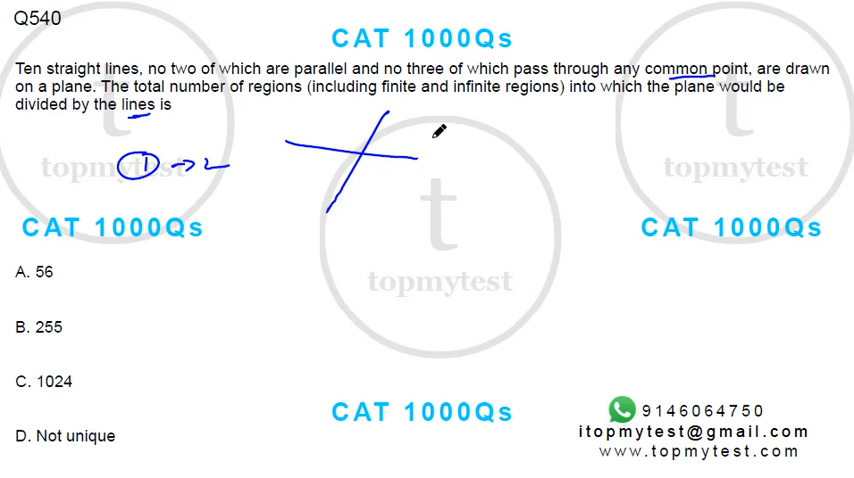 Q540
CAT 1000Qs
Ten straight lines, no two of which are parallel and no three of which pass through any common point, are drawn
on a plane. The total number of regions (including finite and infinite regions) into which the plane would be
divided by the lines is
1 → 2
topmytest
t
topmytest
CAT 1000Qs
CAT 1000Qs
t
topmytest
A. 56
B. 255
C. 1024
D. Not unique
CAT 1000Qs
9146064750
itopmytest@gmail.com
www.topmytest.com